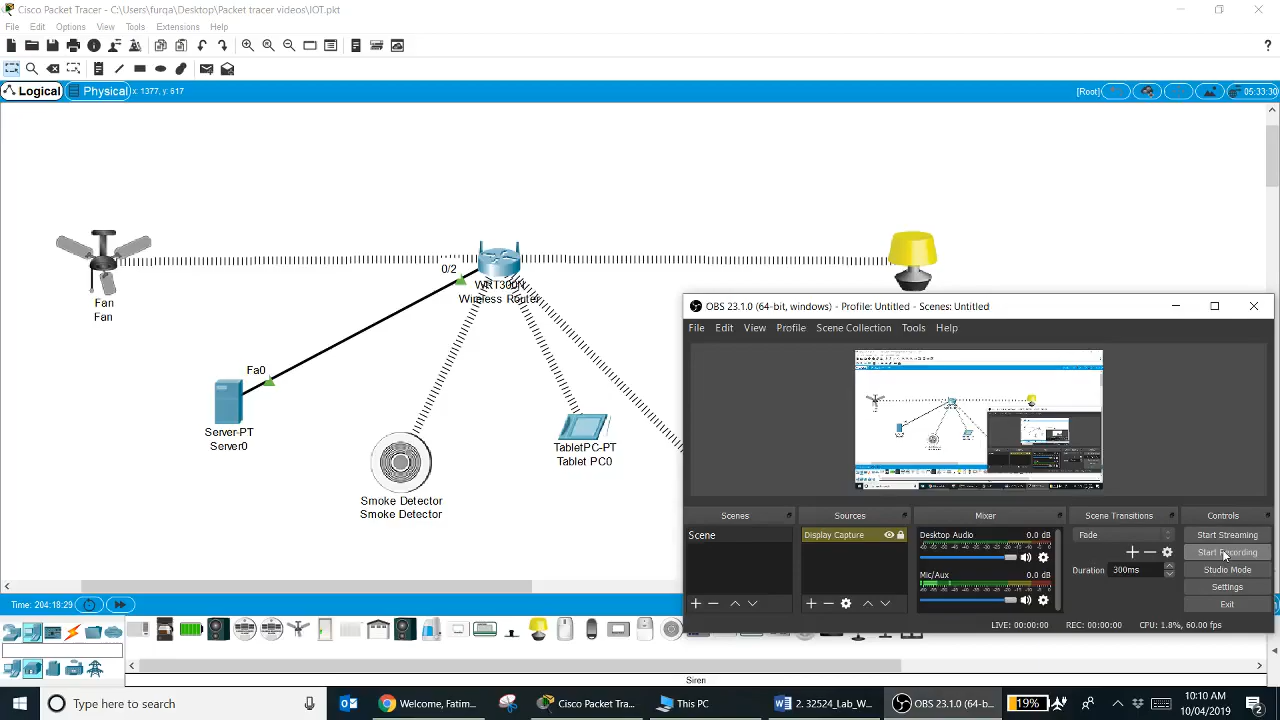 Cisco Packet Tracer - C:\Users\furqa\Desktop\Packet tracer videos\IOT.pkt
File Edit Options View Tools Extensions Help
?
Logical Physical x: 1377, y: 617 [Root] 05:33:30
0/2
WRT300N
Wireless Router
Fan
Fan
Fa0
Server-PT
Server0
Smoke Detector
Smoke Detector
TabletPC-PT
Tablet PC0
OBS 23.1.0 (64-bit, windows) - Profile: Untitled - Scenes: Untitled
File Edit View Profile Scene Collection Tools Help
Scenes Sources Mixer Scene Transitions Controls
Scene
Display Capture
Desktop Audio 0.0 dB
Mic/Aux 0.0 dB
Fade
Duration 300ms
Start Streaming
Start Recording
Studio Mode
Settings
Exit
LIVE: 00:00:00 REC: 00:00:00 CPU: 1.8%, 60.00 fps
Time: 204:18:29
Siren
Type here to search
Welcome, Fatim...
Cisco Packet Tra...
This PC
2. 32524_Lab_W...
OBS 23.1.0 (64-b...
19%
10:10 AM
10/04/2019
2